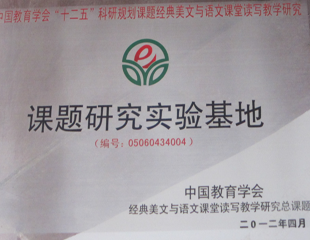 中国教育学会"十二五"科研规划课题经典美文与语文课堂读写教学研究
课题研究实验基地
(编号:05060434004)
中国教育学会
经典美文与语文课堂读写教学研究总课题
二〇一二年四月